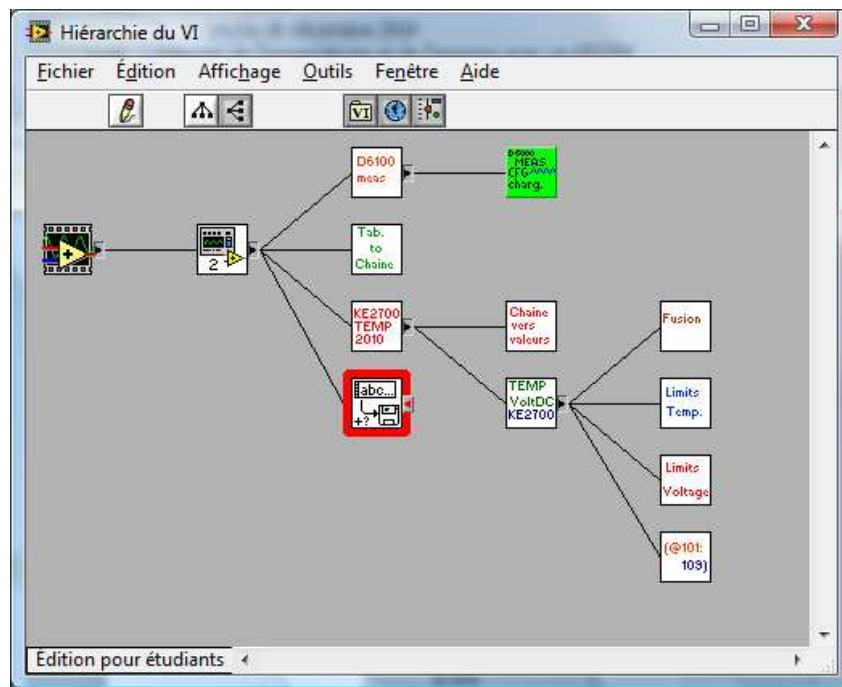 Hiérarchie du VI
Fichier Édition Affichage Outils Fenêtre Aide
VI
D6100
meas
D6000
MEAS
CFG
charg.
2
Tab.
to
Chaine
KE2700
TEMP
2010
Chaine
vers
valeurs
Fusion
abc...
+?
TEMP
VoltDC
KE2700
Limits
Temp.
Limits
Voltage
(@101:
109)
Édition pour étudiants